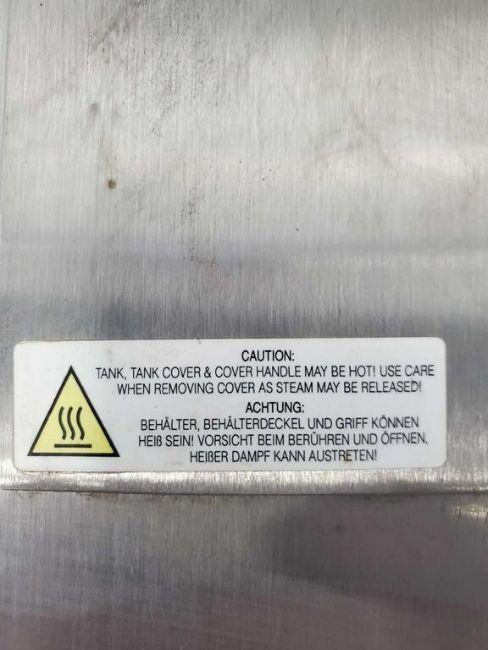 CAUTION:
TANK, TANK COVER & COVER HANDLE MAY BE HOT! USE CARE
WHEN REMOVING COVER AS STEAM MAY BE RELEASED!
ACHTUNG:
BEHÄLTER, BEHÄLTERDECKEL UND GRIFF KÖNNEN
HEIß SEIN! VORSICHT BEIM BERÜHREN UND ÖFFNEN,
HEIßER DAMPF KANN AUSTRETEN!